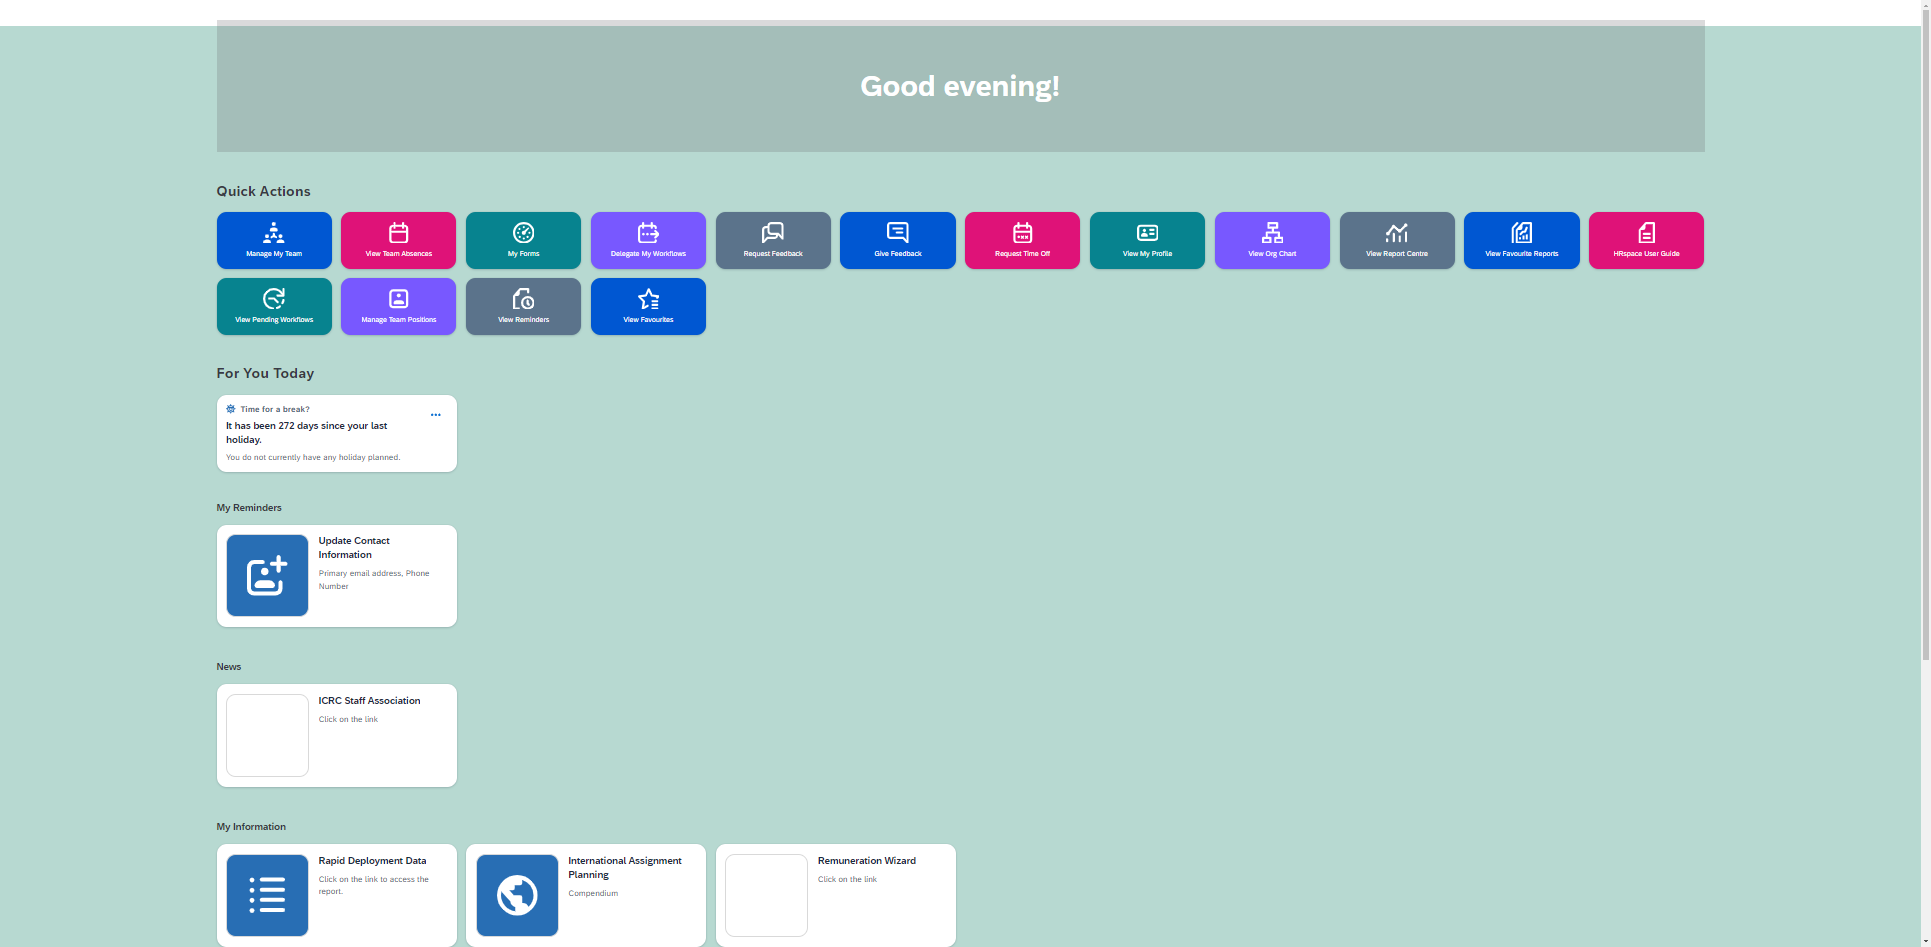 Good evening!
Quick Actions
Manage My Team
View Team Absences
My Forms
Delegate My Workflows
Request Feedback
Give Feedback
Request Time Off
View My Profile
View Org Chart
View Report Centre
View Favourite Reports
HRspace User Guide
View Pending Workflows
Manage Team Positions
View Reminders
View Favourites
For You Today
Time for a break?
It has been 272 days since your last
holiday.
You do not currently have any holiday planned.
My Reminders
Update Contact
Information
Primary email address, Phone
Number
News
ICRC Staff Association
Click on the link
My Information
Rapid Deployment Data
Click on the link to access the
report.
International Assignment
Planning
Compendium
Remuneration Wizard
Click on the link